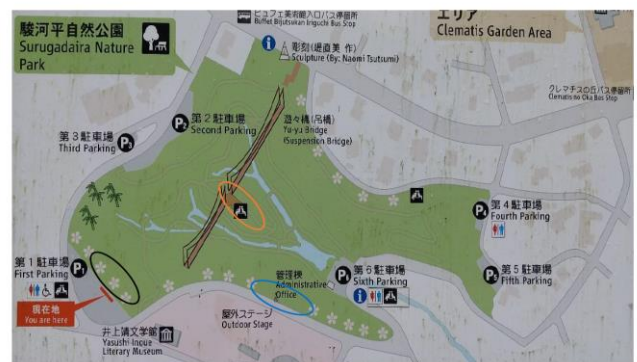 駿河平自然公園
Surugadaira Nature
Park
ビュフェ美術館入口バス停留所
Buffet Bijutsukan Iriguchi Bus Stop
エリア
Clematis Garden Area
彫刻(堤直美 作)
Sculpture (By: Naomi Tsutsumi)
クレマチスの丘バス停留所
Clematis no Oka Bus Stop
第2駐車場
Second Parking
P2
遊々橋(吊橋)
Yu-yu Bridge
(Suspension Bridge)
第3駐車場
Third Parking
P3
第4駐車場
Fourth Parking
P4
第1駐車場
First Parking
P1
管理棟
Administrative
Office
第6駐車場
Sixth Parking
P6
第5駐車場
Fifth Parking
P5
現在地
You are here
屋外ステージ
Outdoor Stage
井上靖文学館
Yasushi Inoue
Literary Museum